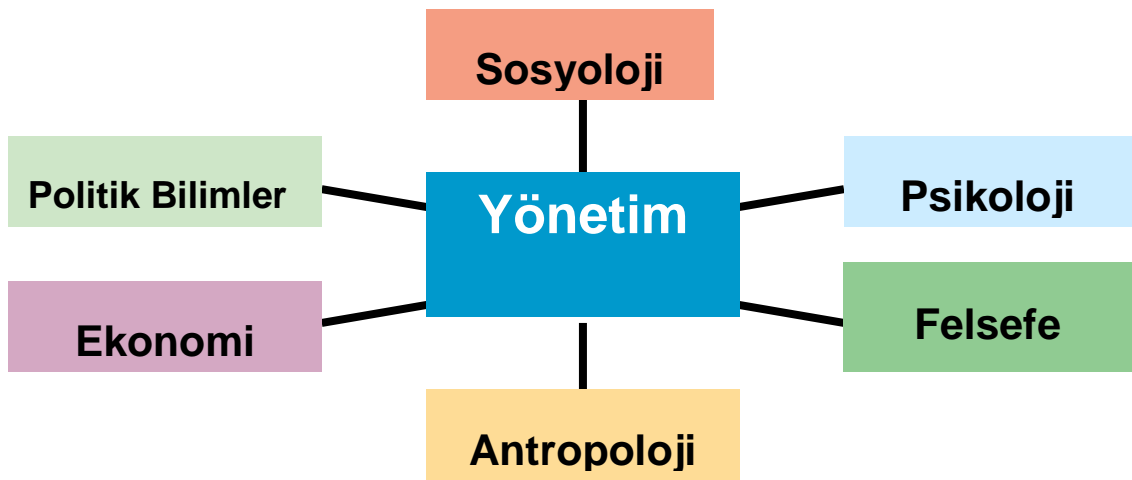 Sosyoloji
Politik Bilimler
Yönetim
Psikoloji
Ekonomi
Felsefe
Antropoloji